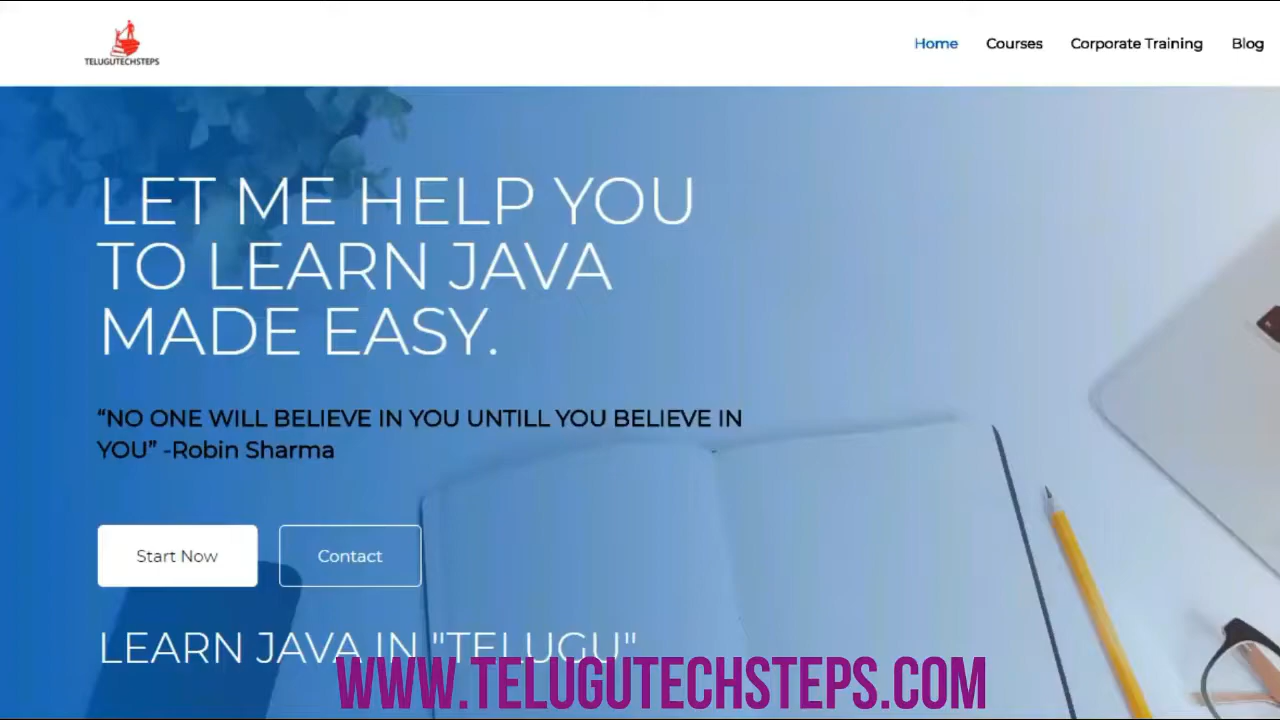 TELUGUTECHSTEPS
Home Courses Corporate Training Blog
LET ME HELP YOU
TO LEARN JAVA
MADE EASY.
“NO ONE WILL BELIEVE IN YOU UNTILL YOU BELIEVE IN
YOU” -Robin Sharma
Start Now Contact
LEARN JAVA IN "TELUGU"
WWW.TELUGUTECHSTEPS.COM